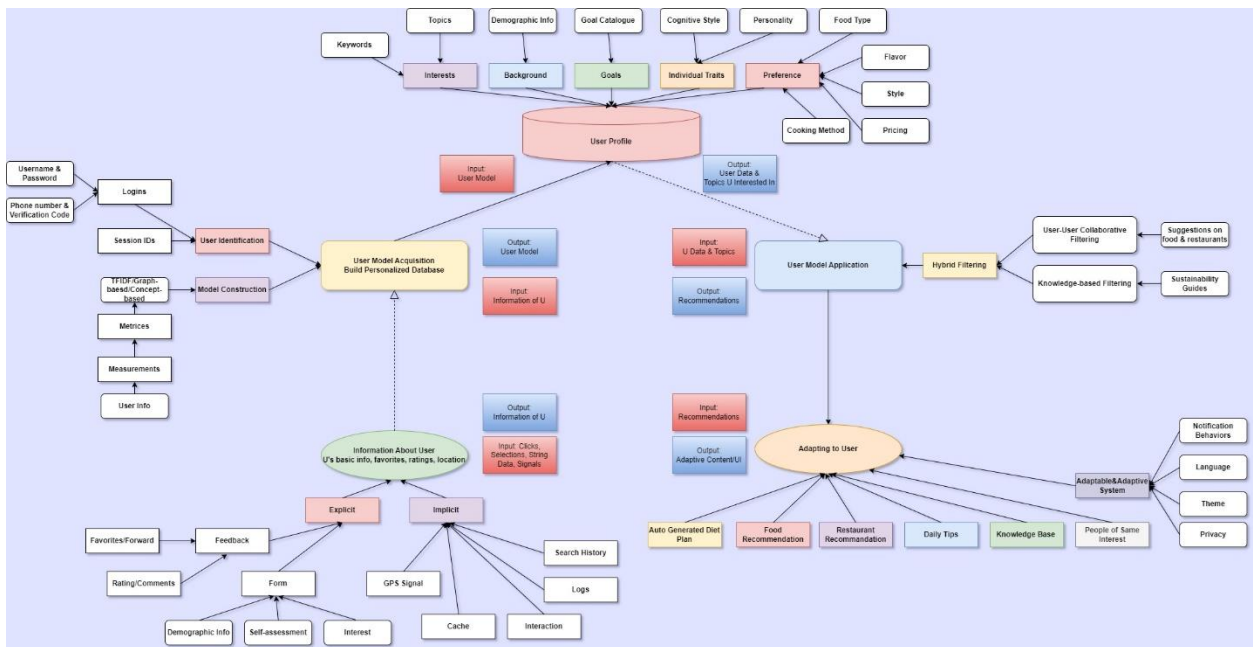 Topics
Demographic Info
Goal Catalogue
Cognitive Style
Personality
Food Type
Keywords
Flavor
Interests
Background
Goals
Individual Traits
Preference
Style
Cooking Method
Pricing
User Profile
Input:
User Model
Output:
User Data &
Topics U Interested In
Username &
Password
Logins
Phone number &
Verification Code
Session IDs
User Identification
User Model Acquisition
Build Personalized Database
TFIDF/Graph-
baesd/Concept-
based
Model Construction
Metrices
Measurements
User Info
Output:
User Model
Input:
Information of U
Input:
U Data & Topics
Output:
Recommendations
User Model Application
Hybrid Filtering
User-User Collaborative
Filtering
Suggestions on
food & restaurants
Knowledge-based Filtering
Sustainability
Guides
Output:
Information of U
Input: Clicks,
Selections, String
Data, Signals
Information About User
U's basic info, favorites, ratings, location
Explicit
Implicit
Favorites/Forward
Feedback
Rating/Comments
Form
Demographic Info
Self-assessment
Interest
GPS Signal
Cache
Interaction
Logs
Search History
Input:
Recommendations
Output:
Adaptive Content/UI
Adapting to User
Auto Generated Diet
Plan
Food
Recommendation
Restaurant
Recommandation
Daily Tips
Knowledge Base
People of Same
Interest
Adaptable&Adaptive
System
Notification
Behaviors
Language
Theme
Privacy